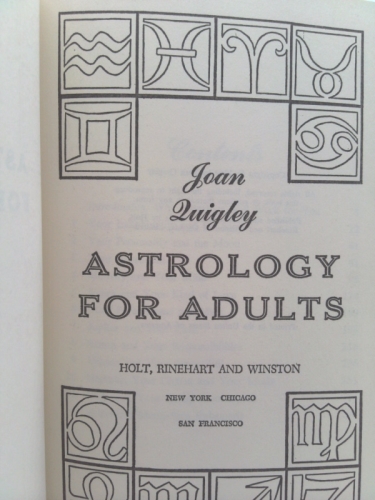 Joan
Quigley
ASTROLOGY
FOR ADULTS
HOLT, RINEHART AND WINSTON
NEW YORK CHICAGO
SAN FRANCISCO